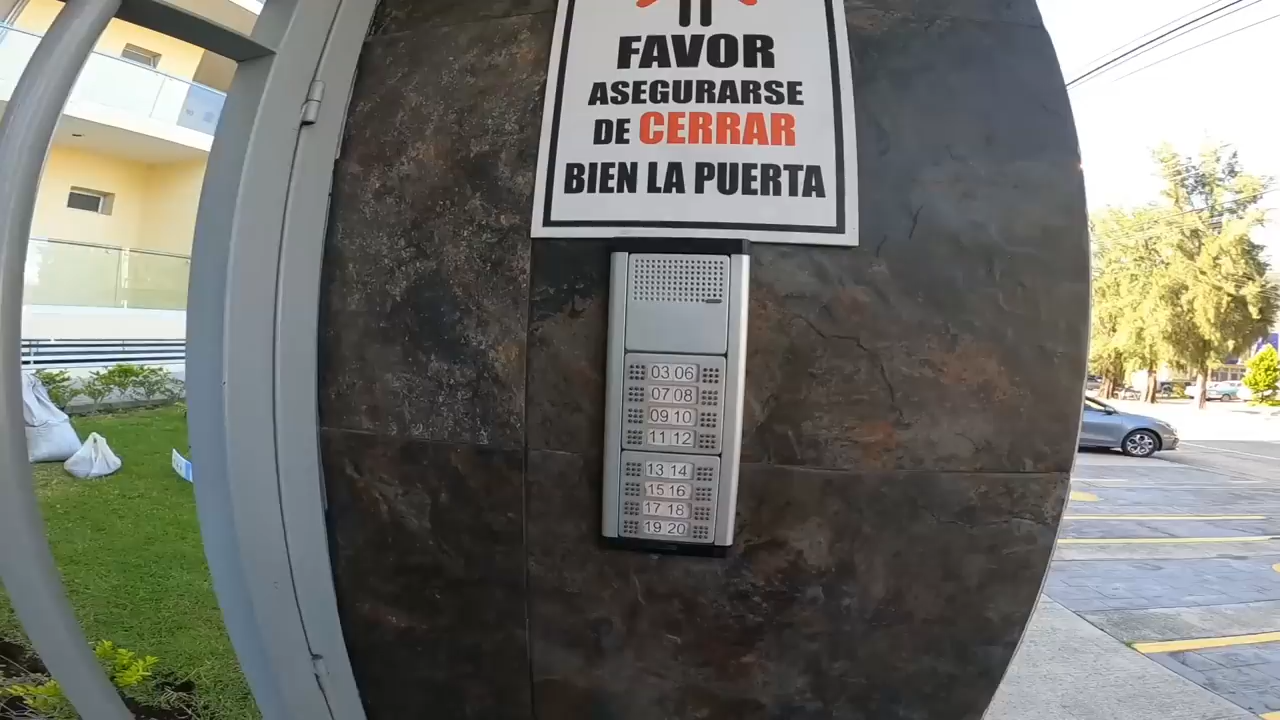 FAVOR
ASEGURARSE
DE CERRAR
BIEN LA PUERTA
03 06
07 08
09 10
11 12
13 14
15 16
17 18
19 20